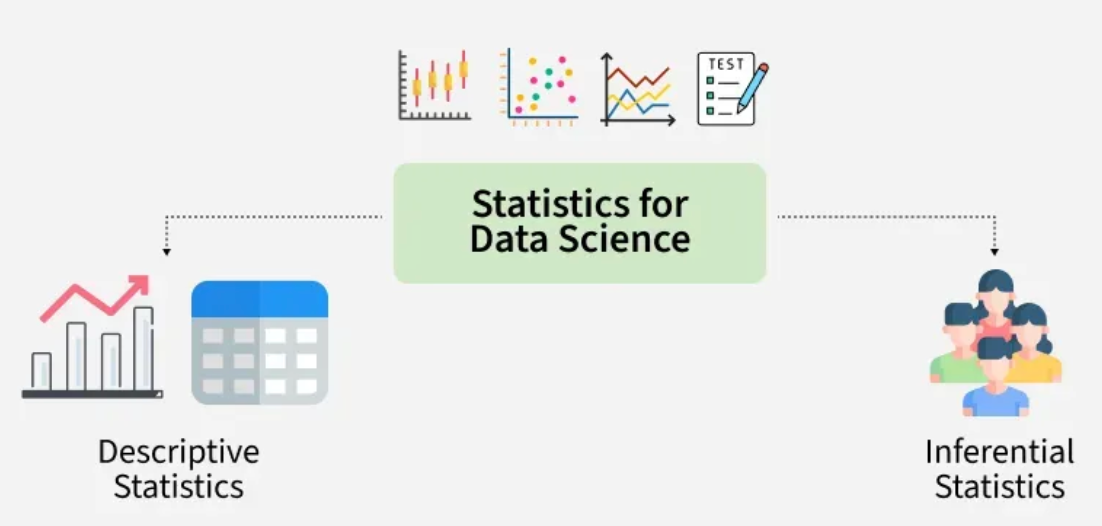 TEST
Statistics for
Data Science
Descriptive
Statistics
Inferential
Statistics